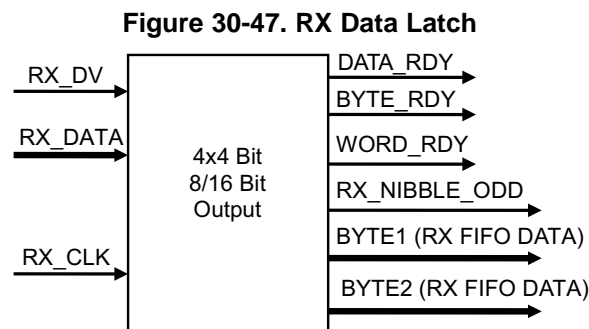 Figure 30-47. RX Data Latch
RX_DV
RX_DATA
RX_CLK
4x4 Bit
8/16 Bit
Output
DATA_RDY
BYTE_RDY
WORD_RDY
RX_NIBBLE_ODD
BYTE1 (RX FIFO DATA)
BYTE2 (RX FIFO DATA)